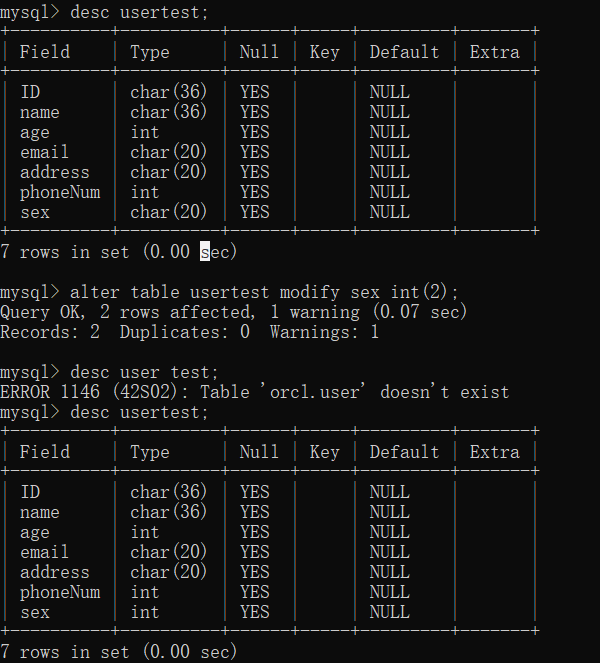 mysql> desc usertest;
+----------+----------+------+-----+---------+-------+
| Field    | Type     | Null | Key | Default | Extra |
+----------+----------+------+-----+---------+-------+
| ID       | char(36) | YES  |     | NULL    |       |
| name     | char(36) | YES  |     | NULL    |       |
| age      | int      | YES  |     | NULL    |       |
| email    | char(20) | YES  |     | NULL    |       |
| address  | char(20) | YES  |     | NULL    |       |
| phoneNum | int      | YES  |     | NULL    |       |
| sex      | char(20) | YES  |     | NULL    |       |
+----------+----------+------+-----+---------+-------+
7 rows in set (0.00 sec)
mysql> alter table usertest modify sex int(2);
Query OK, 2 rows affected, 1 warning (0.07 sec)
Records: 2  Duplicates: 0  Warnings: 1
mysql> desc user test;
ERROR 1146 (42S02): Table 'orcl.user' doesn't exist
mysql> desc usertest;
+----------+----------+------+-----+---------+-------+
| Field    | Type     | Null | Key | Default | Extra |
+----------+----------+------+-----+---------+-------+
| ID       | char(36) | YES  |     | NULL    |       |
| name     | char(36) | YES  |     | NULL    |       |
| age      | int      | YES  |     | NULL    |       |
| email    | char(20) | YES  |     | NULL    |       |
| address  | char(20) | YES  |     | NULL    |       |
| phoneNum | int      | YES  |     | NULL    |       |
| sex      | int      | YES  |     | NULL    |       |
+----------+----------+------+-----+---------+-------+
7 rows in set (0.00 sec)